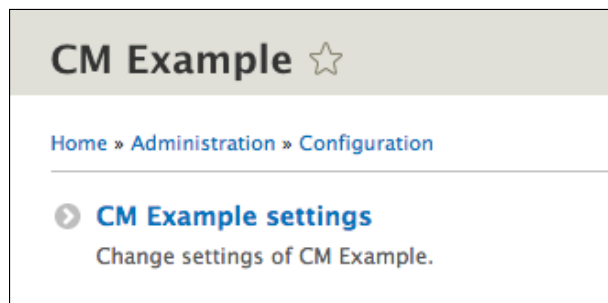 CM Example
Home » Administration » Configuration
CM Example settings
Change settings of CM Example.